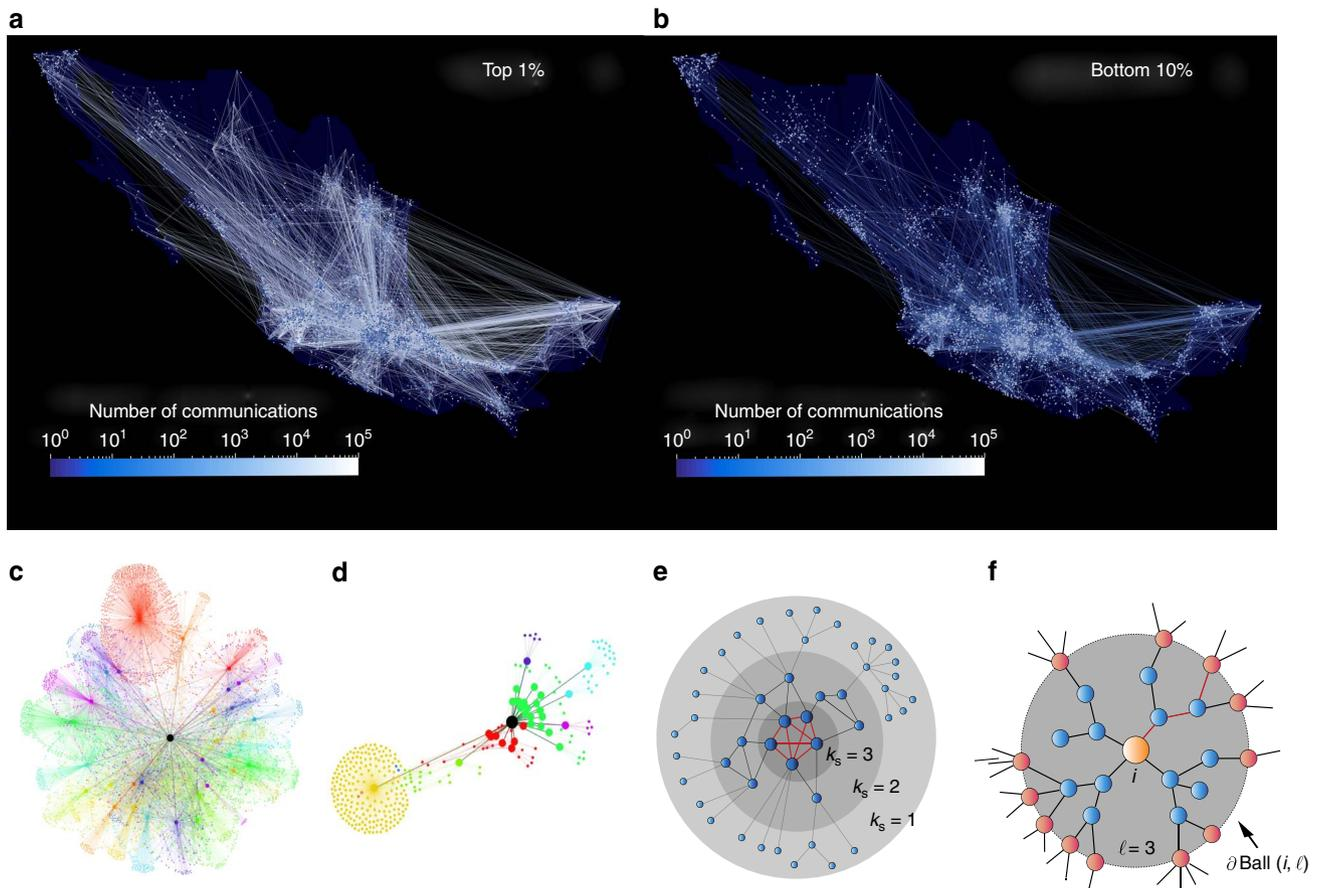 a
b
Top 1%
Bottom 10%
Number of communications
10⁰ 10¹ 10² 10³ 10⁴ 10⁵
Number of communications
10⁰ 10¹ 10² 10³ 10⁴ 10⁵
c
d
e
f
kₛ = 3
kₛ = 2
kₛ = 1
i
ℓ = 3
∂ Ball (i, ℓ)